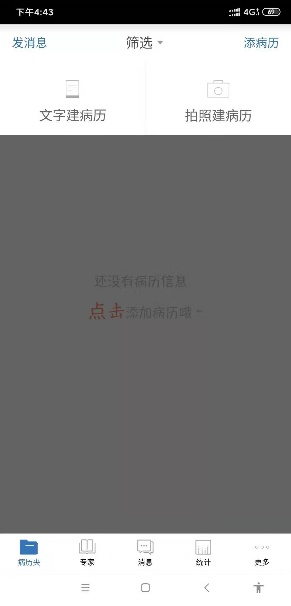 下午4:43
4G
69
发消息
筛选
添病历
文字建病历
拍照建病历
还没有病历信息
点击添加病历哦~
病历夹
专家
消息
统计
更多